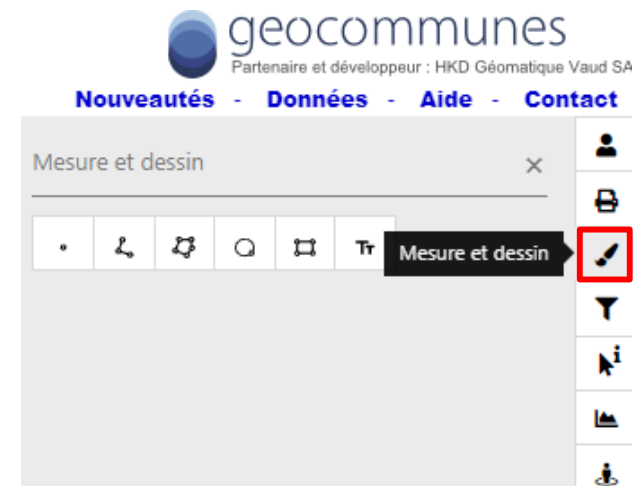 geocommunes
Partenaire et développeur : HKD Géomatique Vaud SA
Nouveautés - Données - Aide - Contact
Mesure et dessin
Tт Mesure et dessin
i